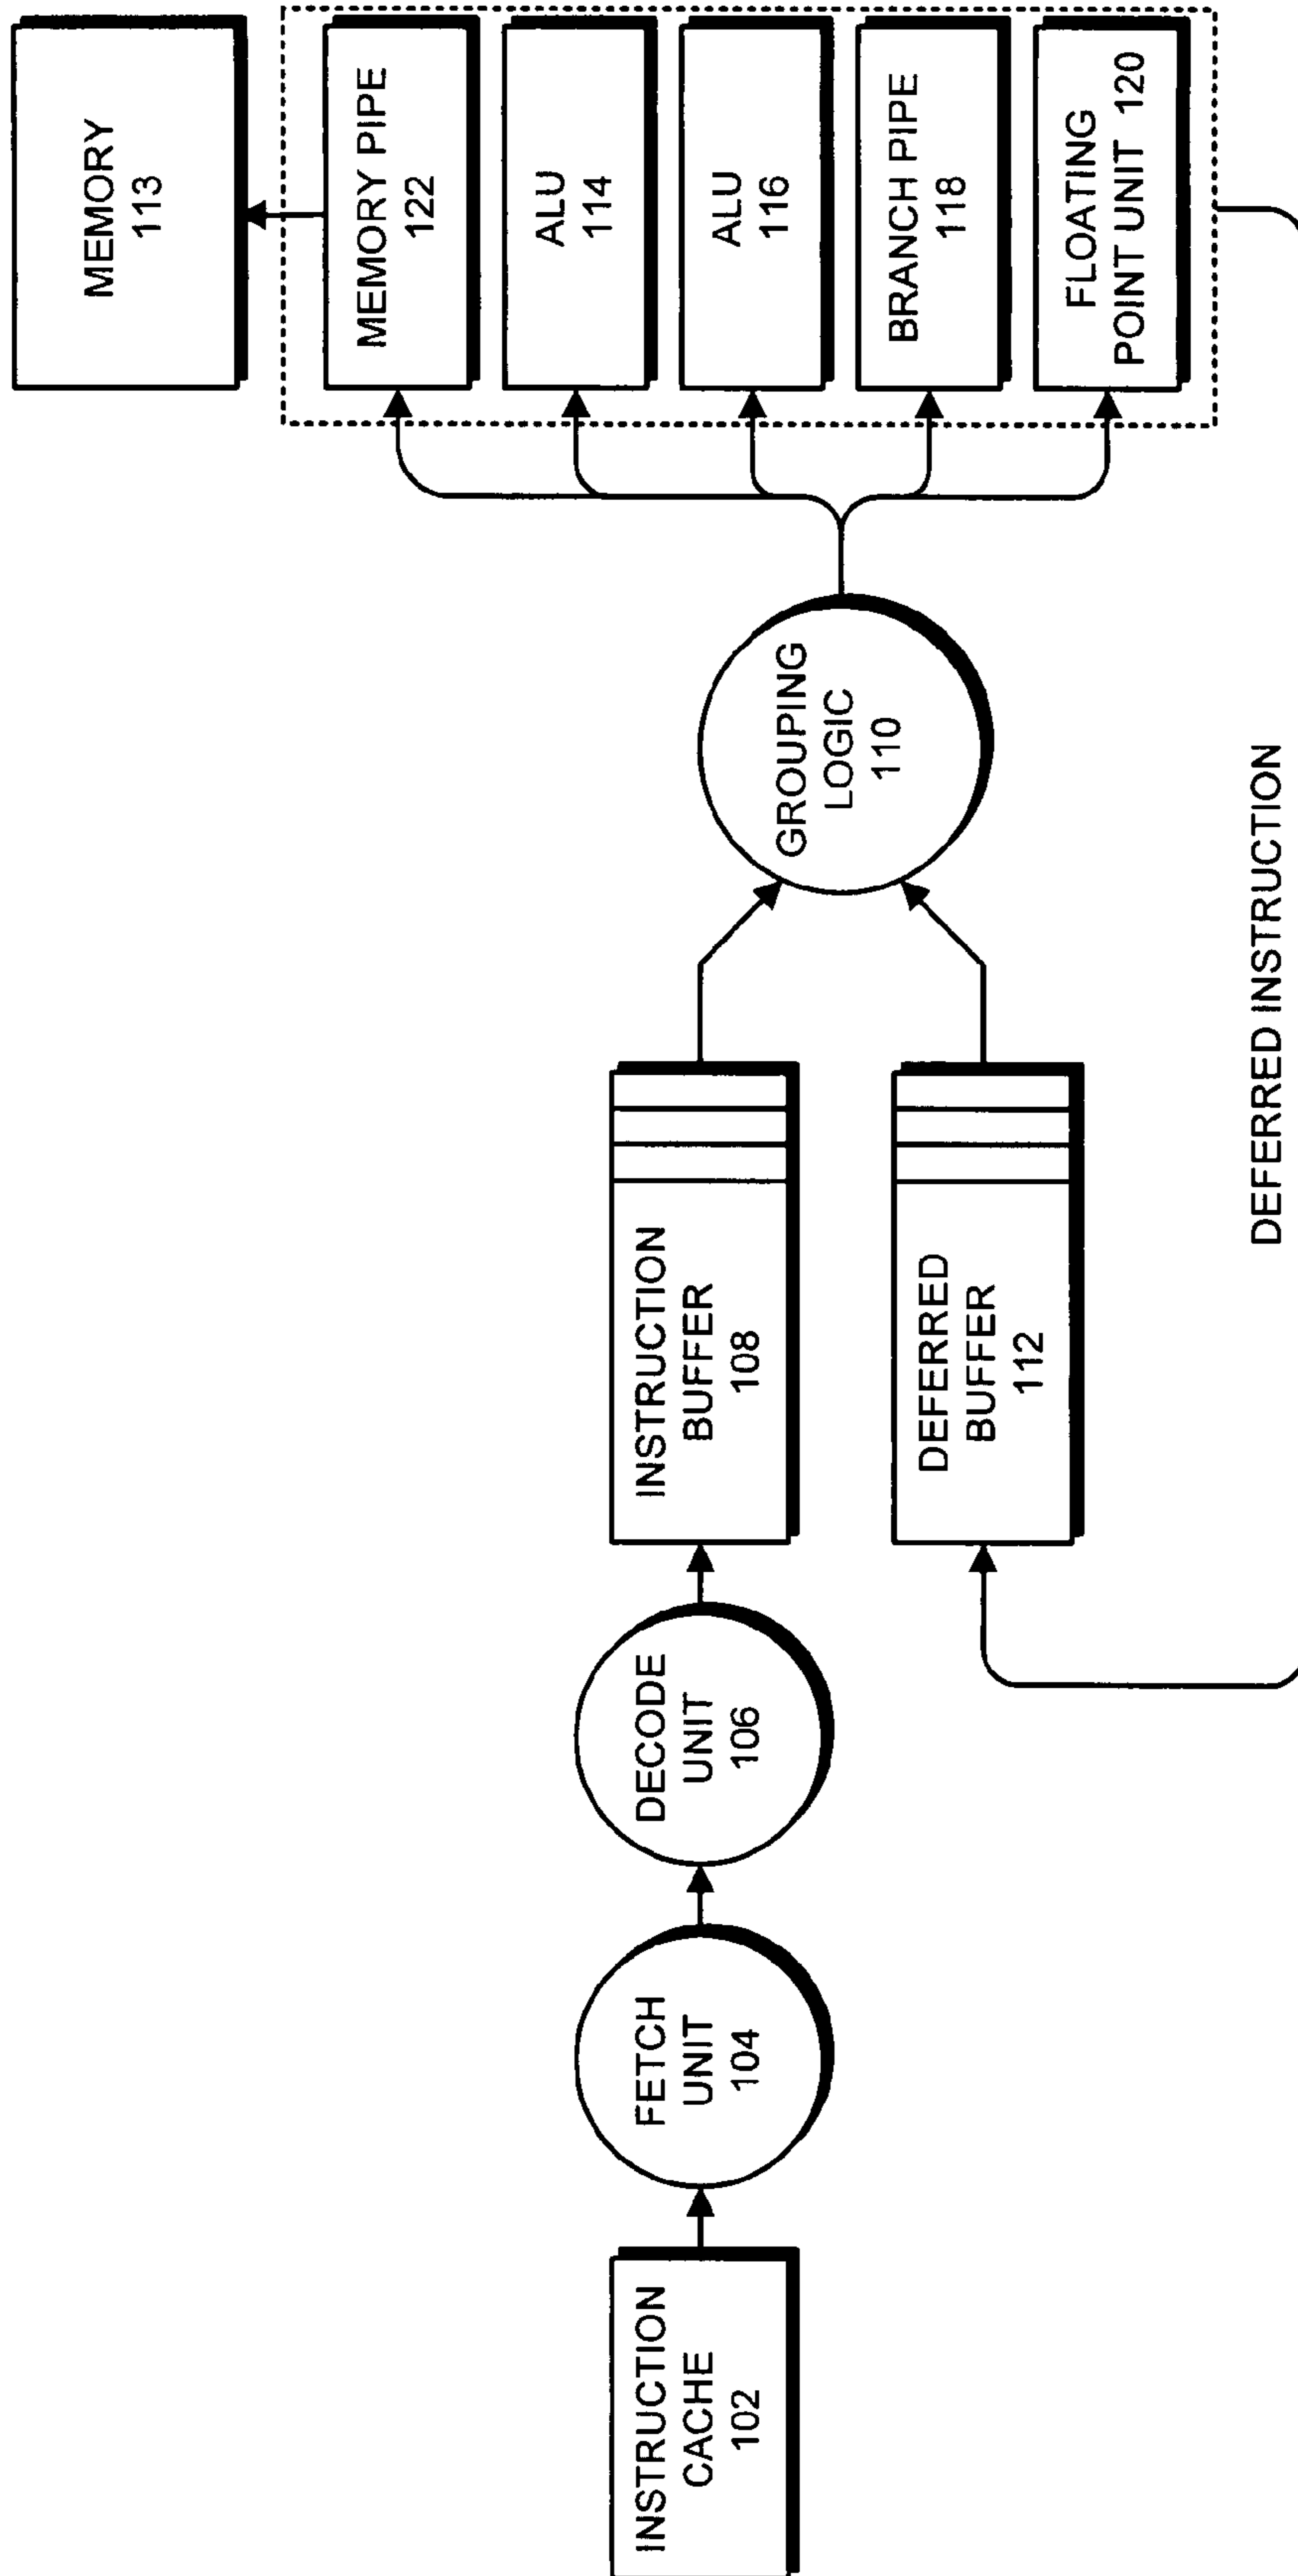 MEMORY
113
MEMORY PIPE
122
ALU
114
ALU
116
BRANCH PIPE
118
FLOATING
POINT UNIT 120
GROUPING
LOGIC
110
INSTRUCTION
BUFFER
108
DEFERRED
BUFFER
112
DEFERRED INSTRUCTION
DECODE
UNIT
106
FETCH
UNIT
104
INSTRUCTION
CACHE
102